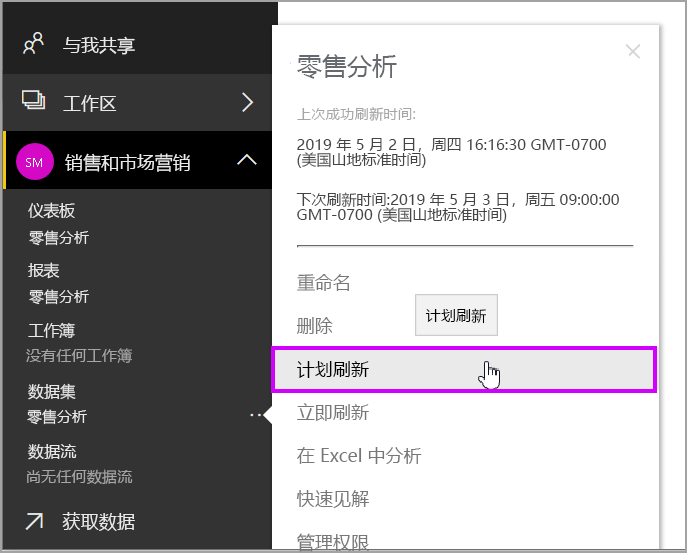 与我共享
工作区
SM 销售和市场营销
仪表板
零售分析
报表
零售分析
工作簿
没有任何工作簿
数据集
零售分析
数据流
尚无任何数据流
获取数据
零售分析
上次成功刷新时间:
2019 年 5 月 2 日，周四 16:16:30 GMT-0700
(美国山地标准时间)
下次刷新时间:2019 年 5 月 3 日，周五 09:00:00
GMT-0700 (美国山地标准时间)
重命名
删除
计划刷新
计划刷新
立即刷新
在 Excel 中分析
快速见解
管理权限